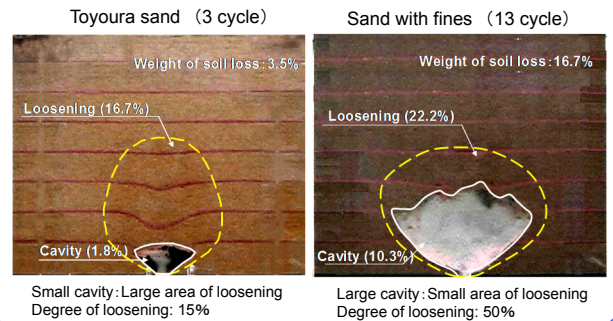 Toyoura sand （3 cycle）
Weight of soil loss：3.5%
Loosening (16.7%)
Cavity (1.8%)
Small cavity：Large area of loosening
Degree of loosening: 15%
Sand with fines （13 cycle）
Weight of soil loss：16.7%
Loosening (22.2%)
Cavity (10.3%)
Large cavity：Small area of loosening
Degree of loosening: 50%